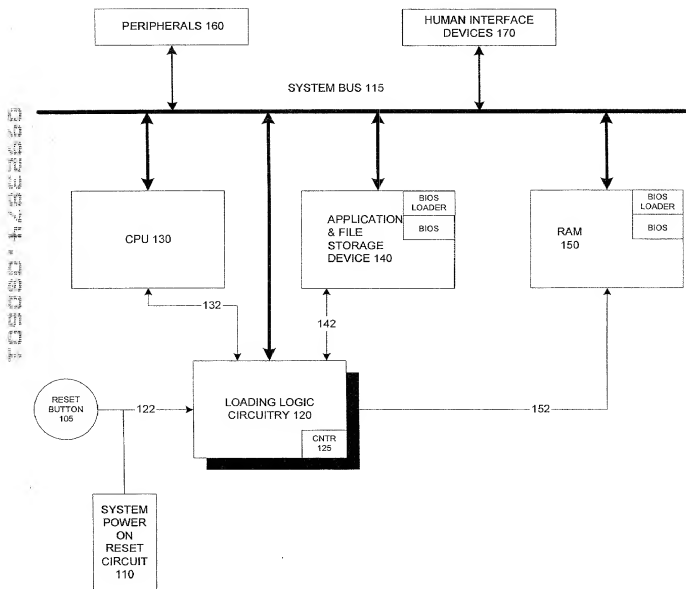 PERIPHERALS 160
HUMAN INTERFACE
DEVICES 170
SYSTEM BUS 115
CPU 130
APPLICATION
& FILE
STORAGE
DEVICE 140
BIOS
LOADER
BIOS
RAM
150
BIOS
LOADER
BIOS
132
142
RESET
BUTTON
105
122
LOADING LOGIC
CIRCUITRY 120
CNTR
125
152
SYSTEM
POWER
ON
RESET
CIRCUIT
110